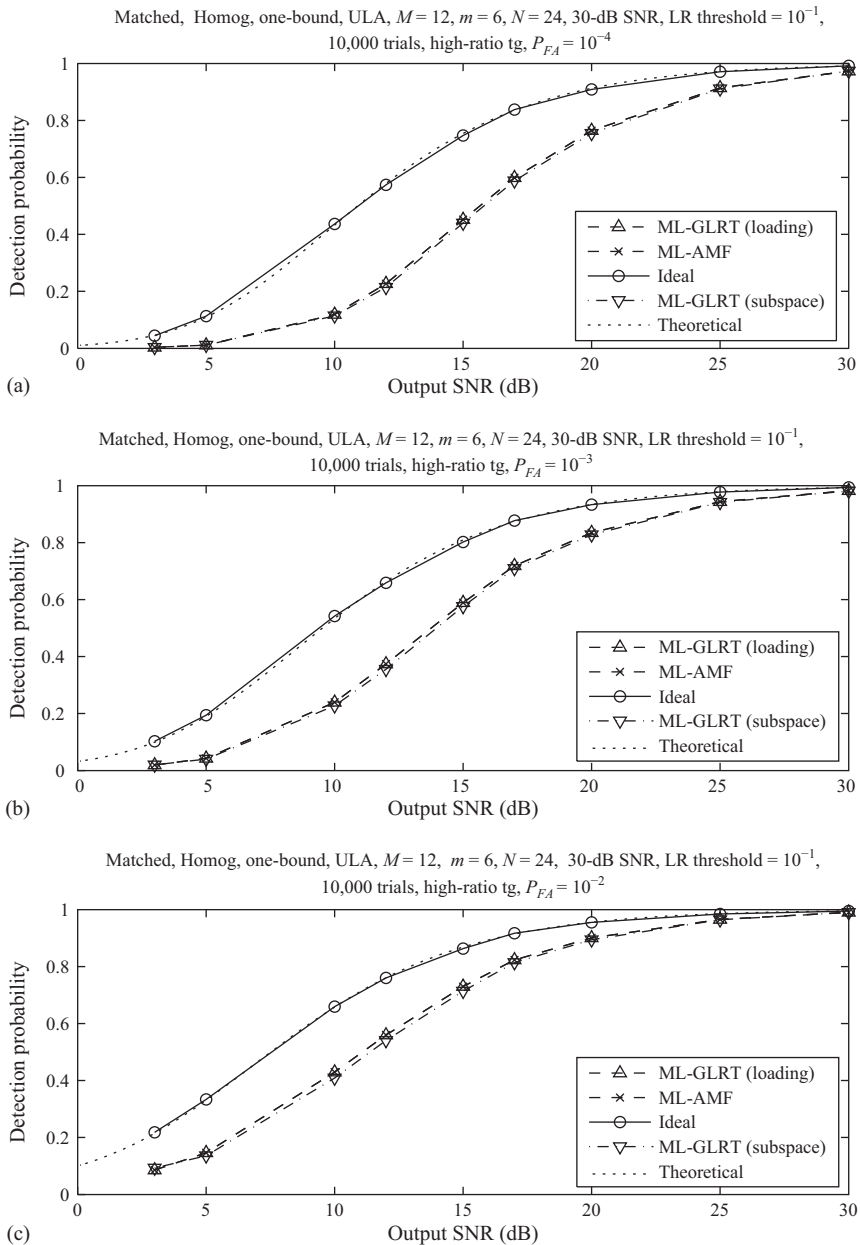 Matched, Homog, one-bound, ULA, M = 12, m = 6, N = 24, 30-dB SNR, LR threshold = 10⁻¹,
10,000 trials, high-ratio tg, P_FA = 10⁻⁴
1
0.8
0.6
0.4
0.2
0
Detection probability
ML-GLRT (loading)
ML-AMF
Ideal
ML-GLRT (subspace)
Theoretical
0 5 10 15 20 25 30
(a)
Output SNR (dB)
Matched, Homog, one-bound, ULA, M = 12, m = 6, N = 24, 30-dB SNR, LR threshold = 10⁻¹,
10,000 trials, high-ratio tg, P_FA = 10⁻³
1
0.8
0.6
0.4
0.2
0
Detection probability
ML-GLRT (loading)
ML-AMF
Ideal
ML-GLRT (subspace)
Theoretical
0 5 10 15 20 25 30
(b)
Output SNR (dB)
Matched, Homog, one-bound, ULA, M = 12, m = 6, N = 24, 30-dB SNR, LR threshold = 10⁻¹,
10,000 trials, high-ratio tg, P_FA = 10⁻²
1
0.8
0.6
0.4
0.2
0
Detection probability
ML-GLRT (loading)
ML-AMF
Ideal
ML-GLRT (subspace)
Theoretical
0 5 10 15 20 25 30
(c)
Output SNR (dB)